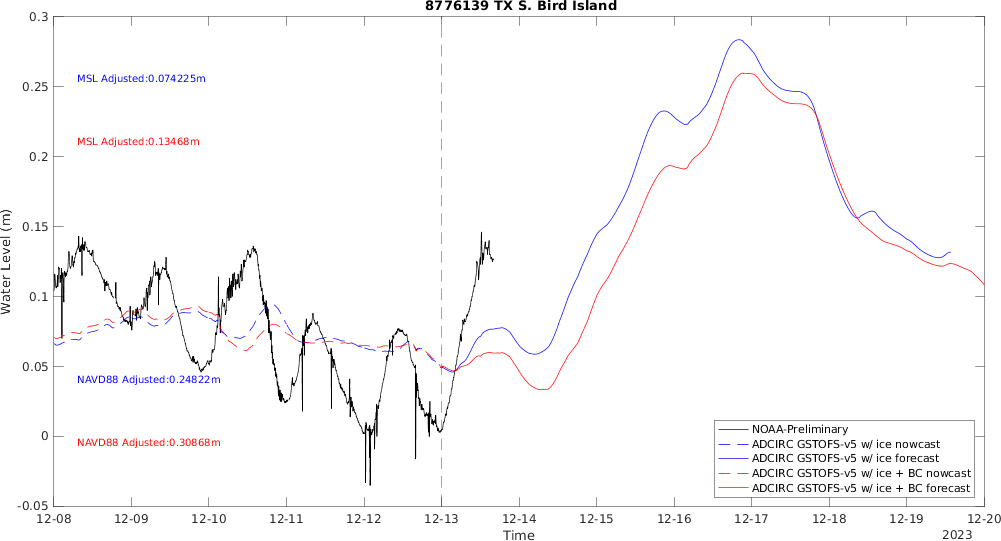 8776139 TX S. Bird Island
0.3
0.25
0.2
0.15
0.1
0.05
0
-0.05
Water Level (m)
MSL Adjusted:0.074225m
MSL Adjusted:0.13468m
NAVD88 Adjusted:0.24822m
NAVD88 Adjusted:0.30868m
NOAA-Preliminary
ADCIRC GSTOFS-v5 w/ ice nowcast
ADCIRC GSTOFS-v5 w/ ice forecast
ADCIRC GSTOFS-v5 w/ ice + BC nowcast
ADCIRC GSTOFS-v5 w/ ice + BC forecast
12-08 12-09 12-10 12-11 12-12 12-13 12-14 12-15 12-16 12-17 12-18 12-19 12-20
Time
2023